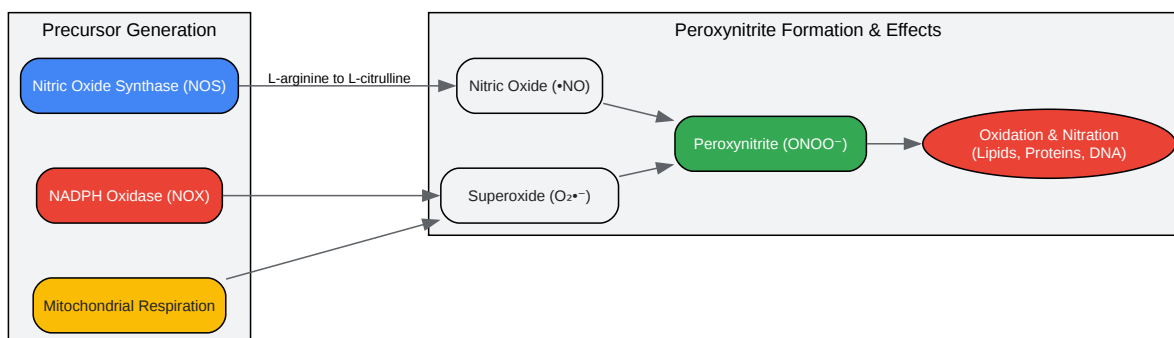 Precursor Generation
Nitric Oxide Synthase (NOS)
NADPH Oxidase (NOX)
Mitochondrial Respiration
L-arginine to L-citrulline
Peroxynitrite Formation & Effects
Nitric Oxide (•NO)
Superoxide (O₂•⁻)
Peroxynitrite (ONOO⁻)
Oxidation & Nitration
(Lipids, Proteins, DNA)